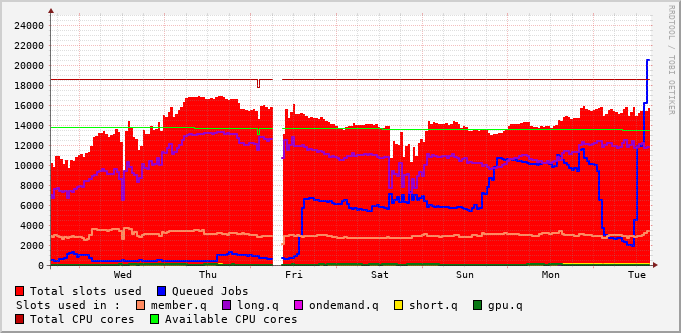 24000
22000
20000
18000
16000
14000
12000
10000
8000
6000
4000
2000
0
Wed Thu Fri Sat Sun Mon Tue
RRDTOOL / TOBI OETIKER
Total slots used Queued Jobs
Slots used in : member.q long.q ondemand.q short.q gpu.q
Total CPU cores Available CPU cores